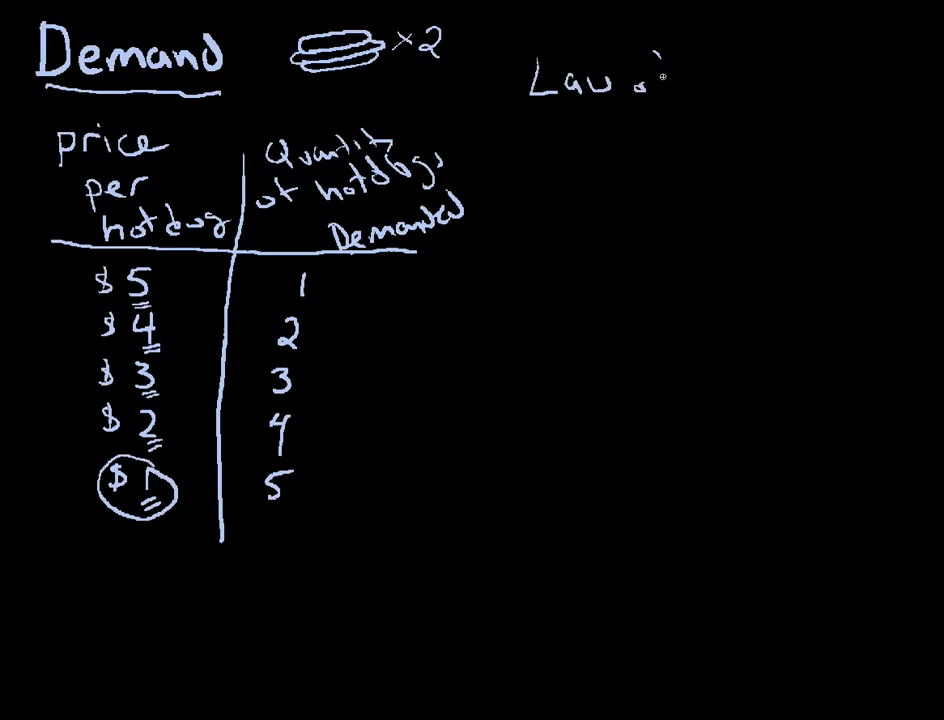 Demand
×2
Law
price
per
hotdog
Quantity
of hotdogs
Demanded
$ 5 1
$ 4 2
$ 3 3
$ 2 4
$ 1 5